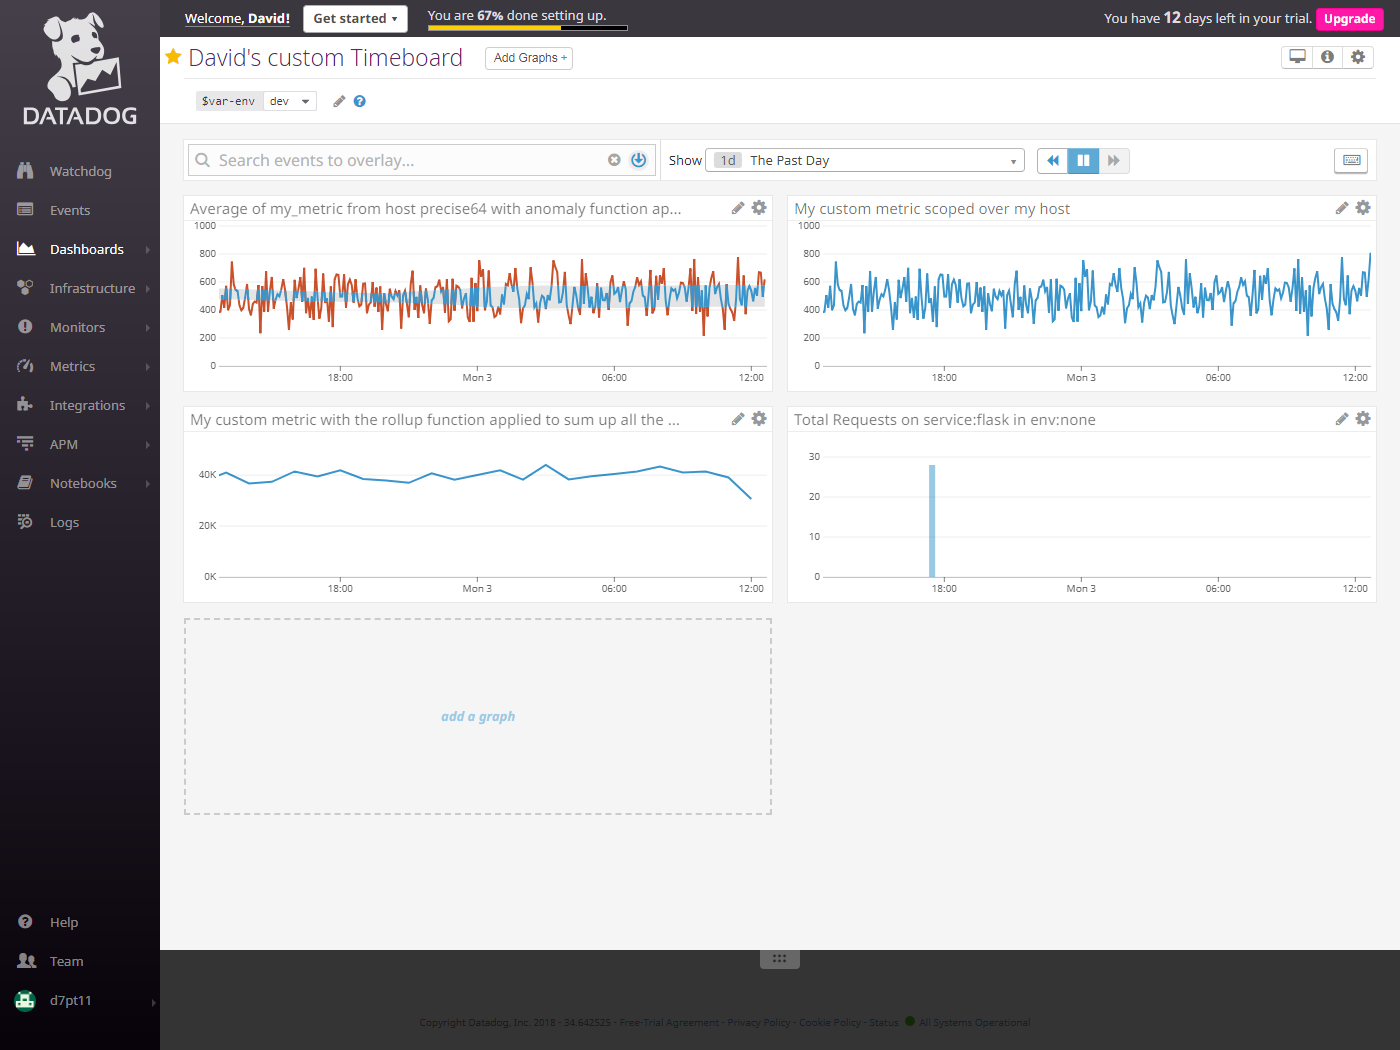 DATADOG
Watchdog
Events
Dashboards
Infrastructure
Monitors
Metrics
Integrations
APM
Notebooks
Logs
Help
Team
d7pt11
Welcome, David!
Get started
You are 67% done setting up.
You have 12 days left in your trial.
Upgrade
David's custom Timeboard
Add Graphs +
$var-env dev
Search events to overlay...
Show 1d The Past Day
Average of my_metric from host precise64 with anomaly function ap...
1000
800
600
400
200
0
18:00 Mon 3 06:00 12:00
My custom metric scoped over my host
1000
800
600
400
200
0
18:00 Mon 3 06:00 12:00
My custom metric with the rollup function applied to sum up all the ...
40K
20K
0K
18:00 Mon 3 06:00 12:00
Total Requests on service:flask in env:none
30
20
10
0
18:00 Mon 3 06:00 12:00
add a graph
Copyright Datadog, Inc. 2018 - 34.642525 - Free-Trial Agreement - Privacy Policy - Cookie Policy - Status All Systems Operational